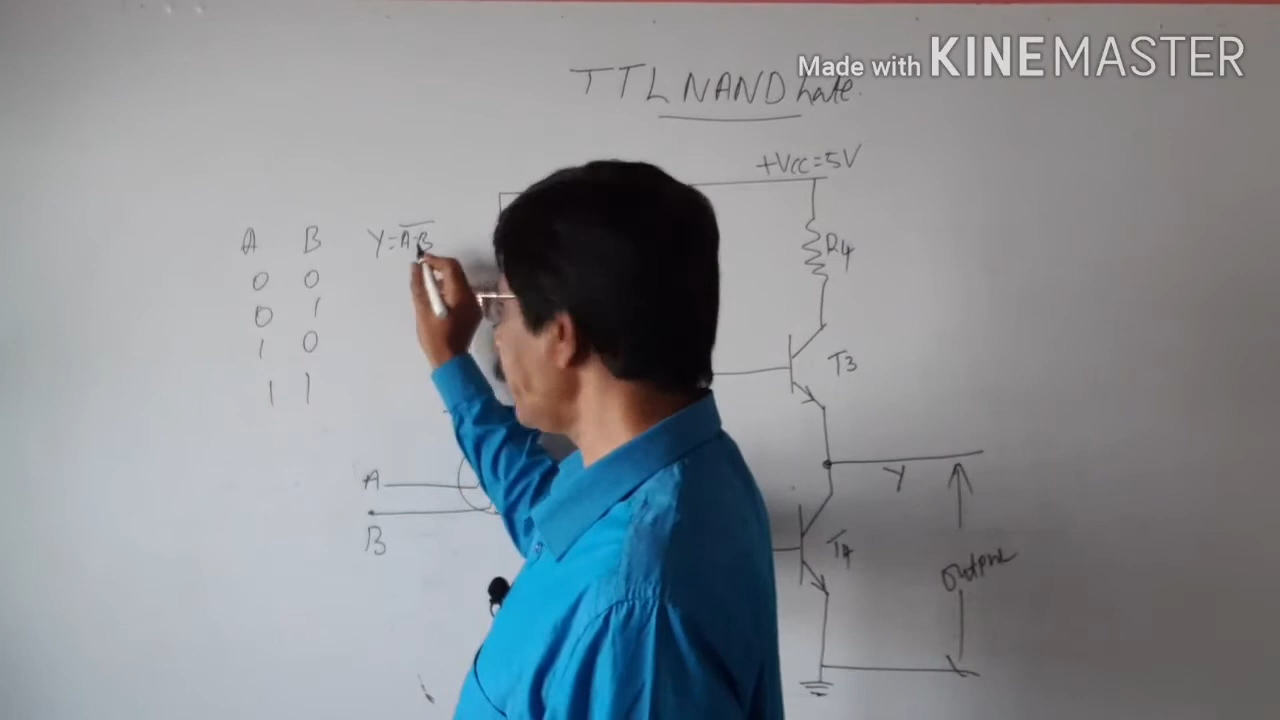 Made with KINEMASTER
TTL NAND Gate.
+VCC=5V
A B Y=A·B
0 0
0 1
1 0
1 1
R4
T3
A
B
Y
T4
output